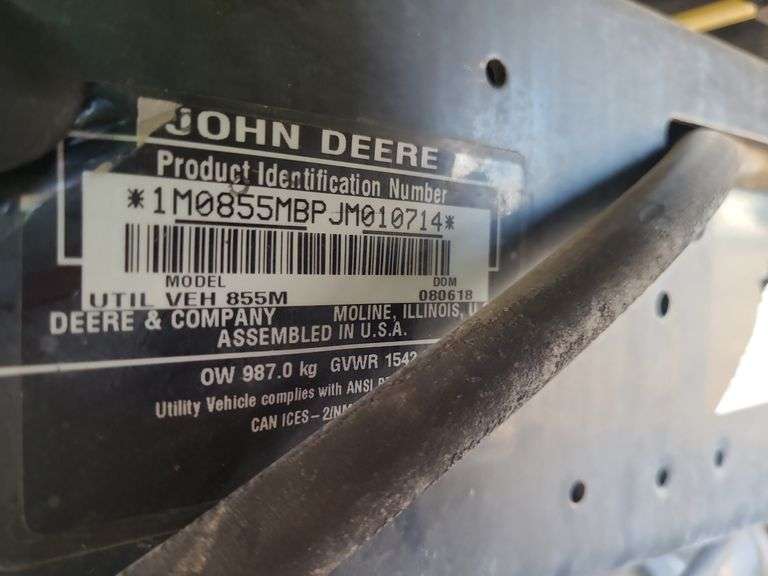 JOHN DEERE
Product Identification Number
*1M0855MBPJM010714*
MODEL DOM
UTIL VEH 855M 080618
DEERE & COMPANY MOLINE, ILLINOIS,
ASSEMBLED IN U.S.A.
OW 987.0 kg GVWR
Utility Vehicle complies with ANSI
CAN ICES-2/